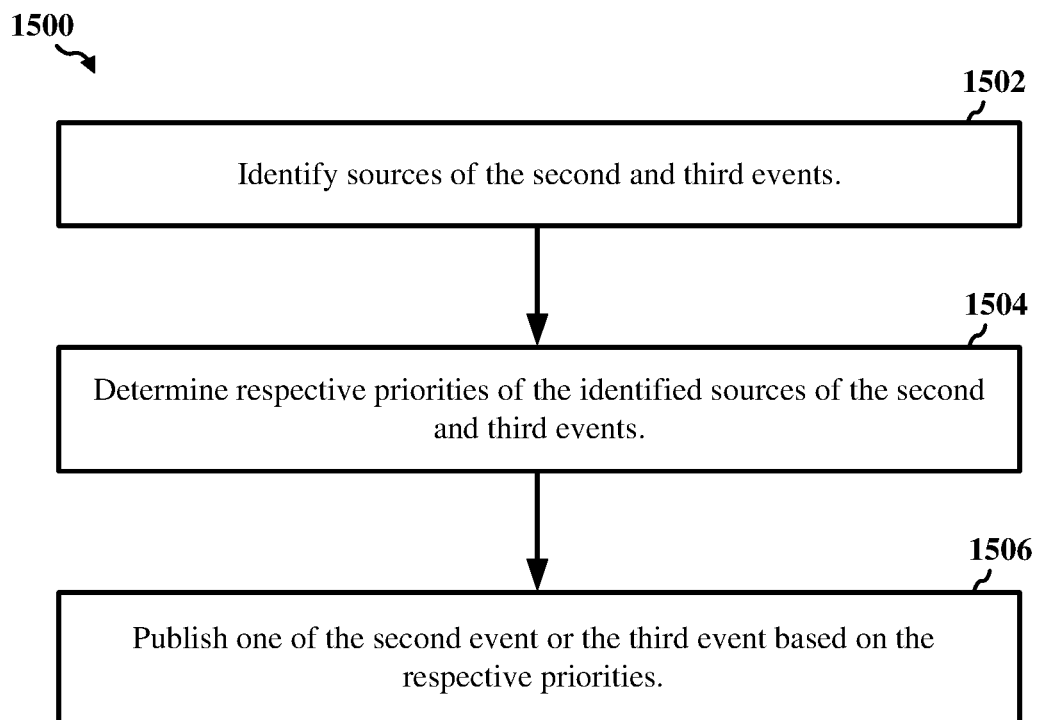 1500
1502
Identify sources of the second and third events.
1504
Determine respective priorities of the identified sources of the second
and third events.
1506
Publish one of the second event or the third event based on the
respective priorities.